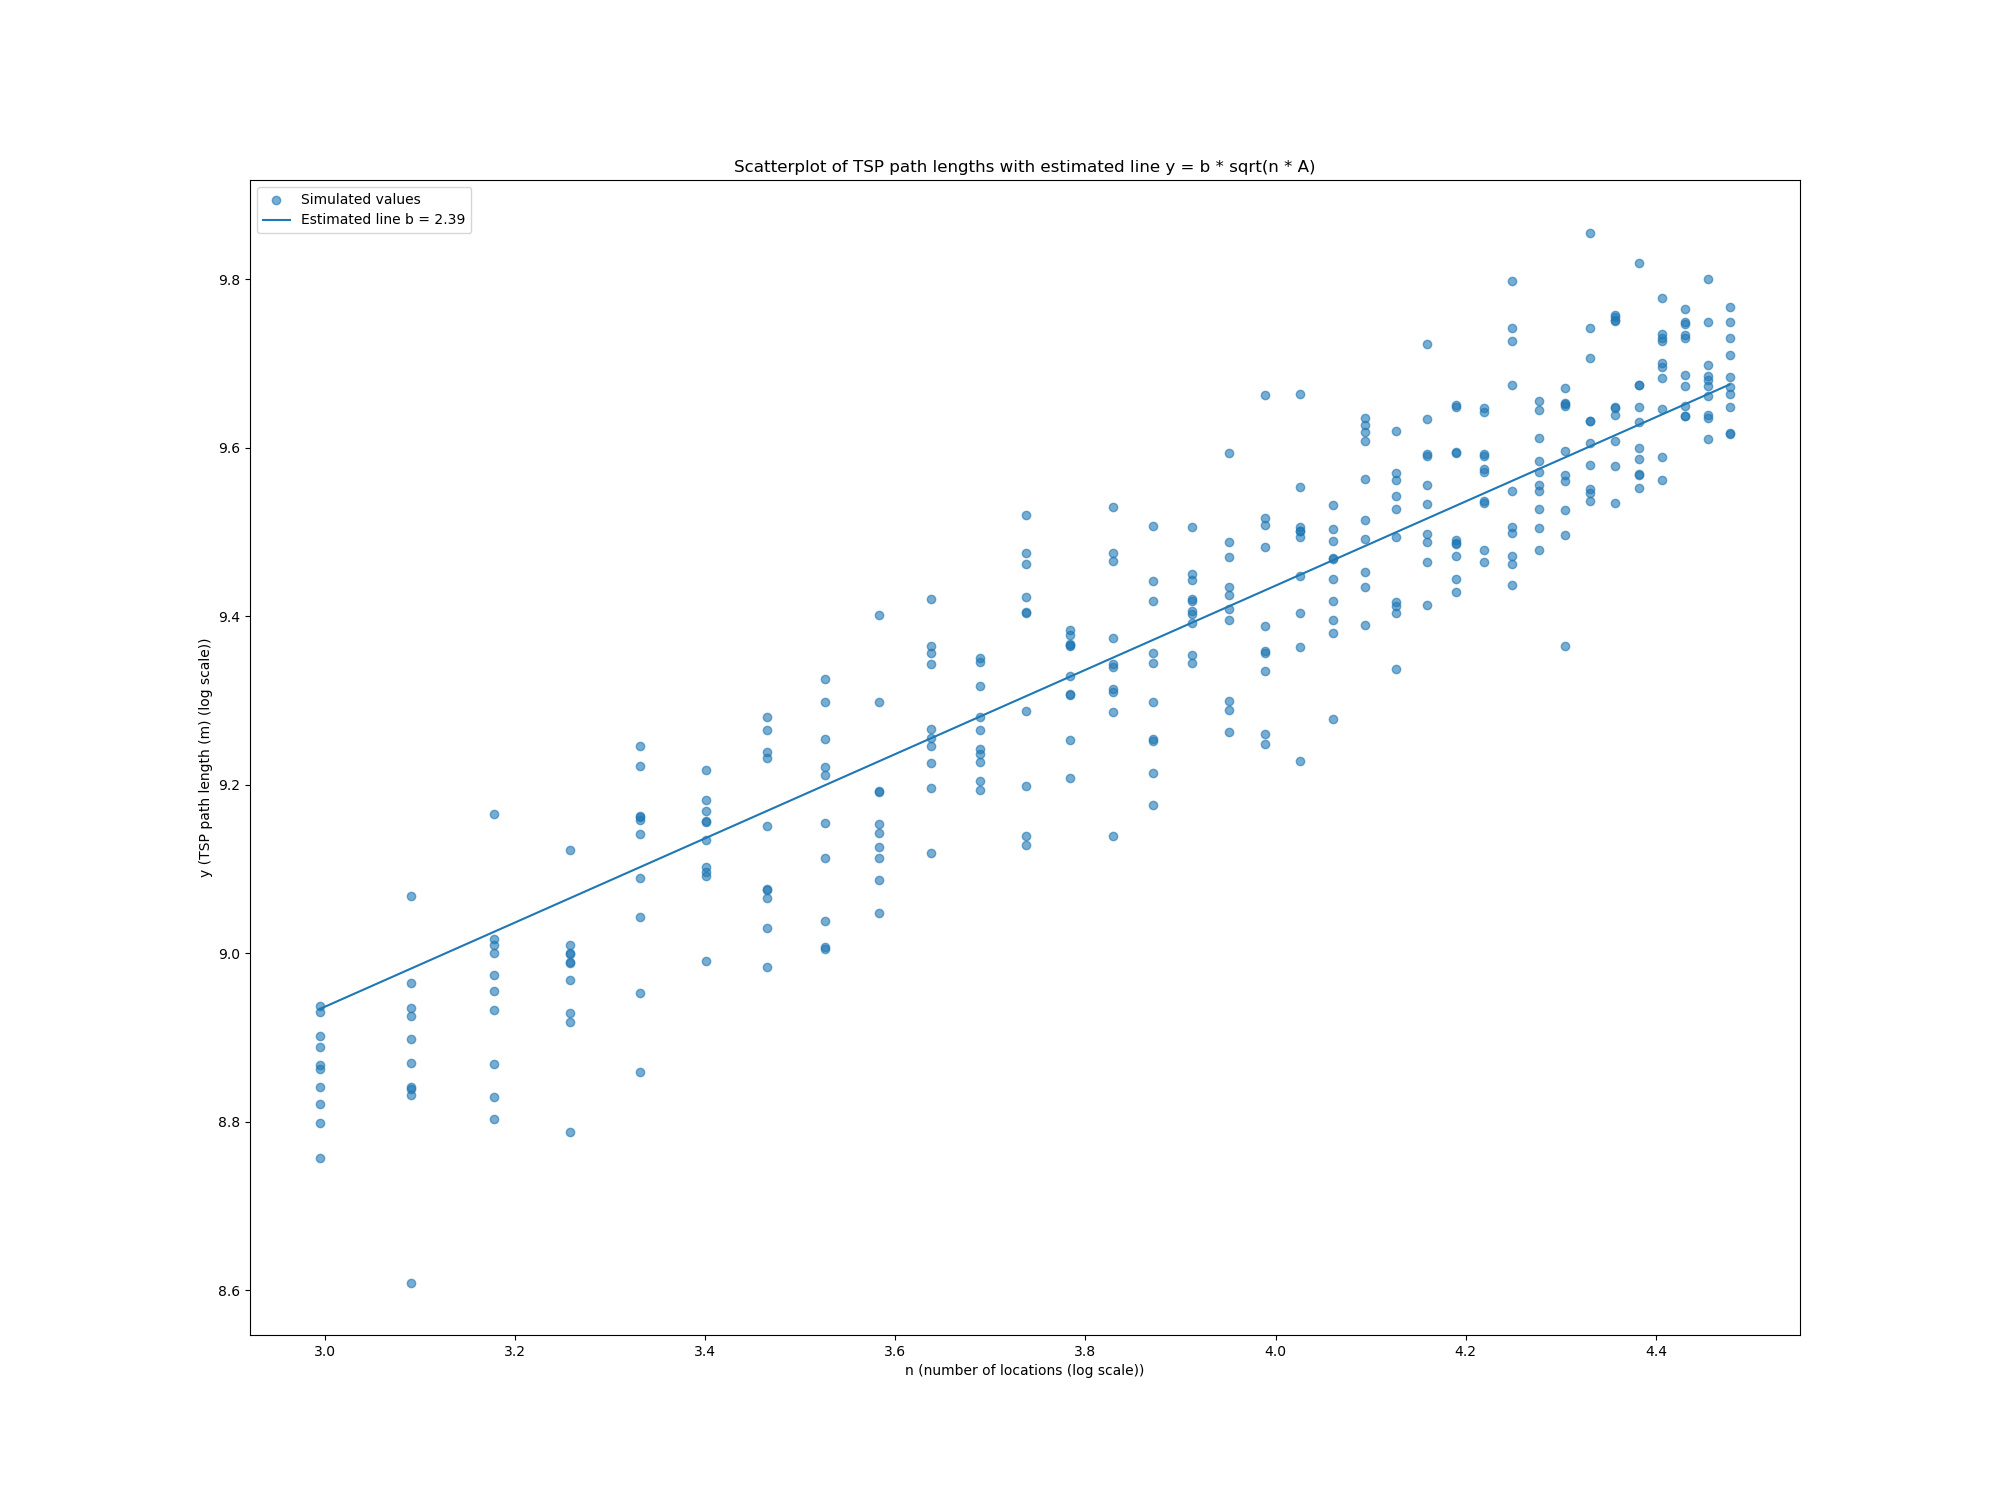 Scatterplot of TSP path lengths with estimated line y = b * sqrt(n * A)
Simulated values
Estimated line b = 2.39
9.8
9.6
9.4
9.2
9.0
8.8
8.6
y (TSP path length (m) (log scale))
3.0 3.2 3.4 3.6 3.8 4.0 4.2 4.4
n (number of locations (log scale))